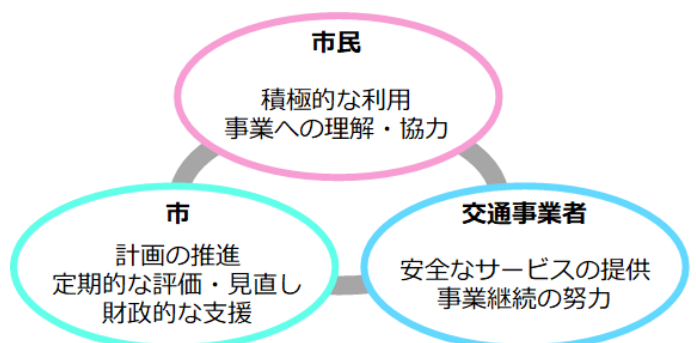 市民
積極的な利用
事業への理解・協力
市
計画の推進
定期的な評価・見直し
財政的な支援
交通事業者
安全なサービスの提供
事業継続の努力